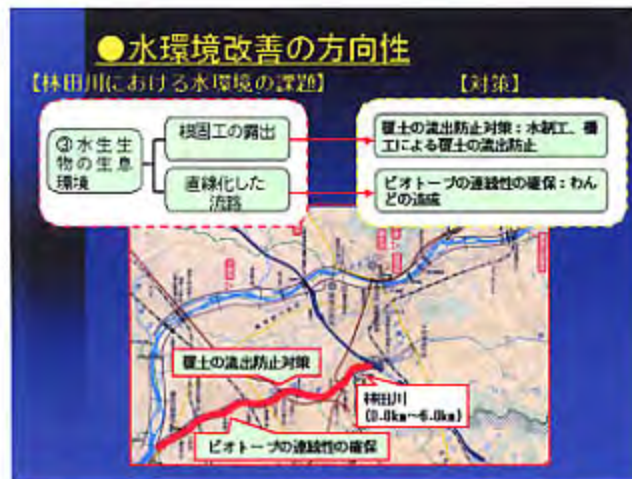 ●水環境改善の方向性
【林田川における水環境の課題】
【対策】
③水生生
物の生息
環境
根固工の露出
直線化した
流路
覆土の流出防止対策：水制工、柵
工による覆土の流出防止
ビオトープの連続性の確保：わん
どの造成
覆土の流出防止対策
林田川
(0.0km～6.0km)
ビオトープの連続性の確保